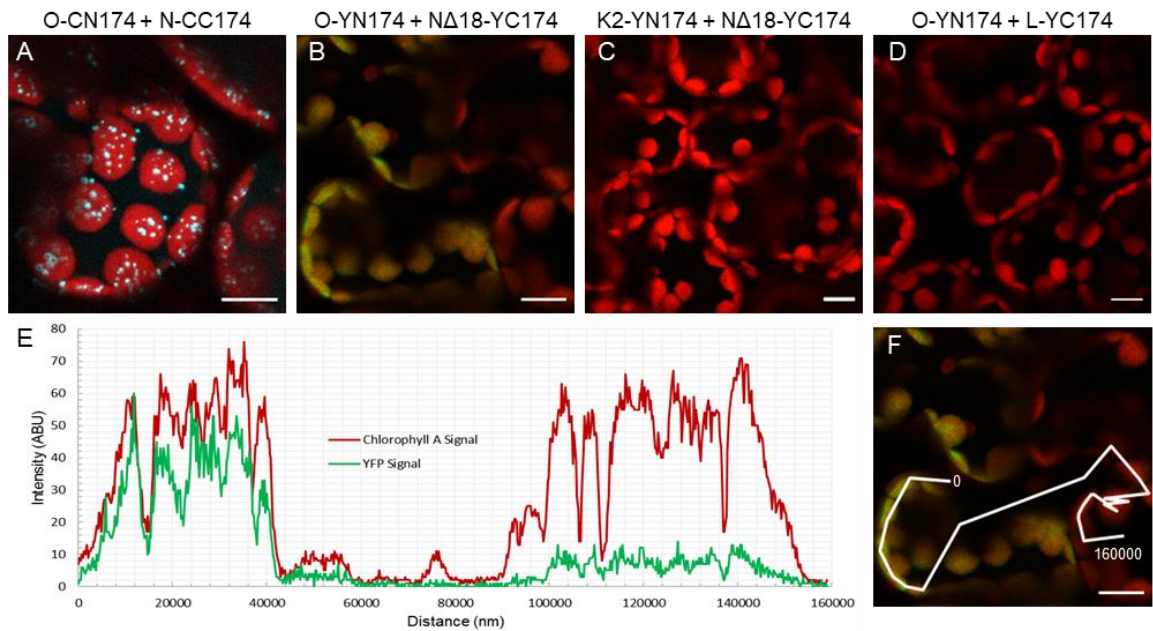 O-CN174 + N-CC174 O-YN174 + NΔ18-YC174 K2-YN174 + NΔ18-YC174 O-YN174 + L-YC174
A B C D
E
80
70
60
50
40
30
20
10
0
Intensity (ABU)
Chlorophyll A Signal
YFP Signal
0 20000 40000 60000 80000 100000 120000 140000 160000
Distance (nm)
F
0
160000